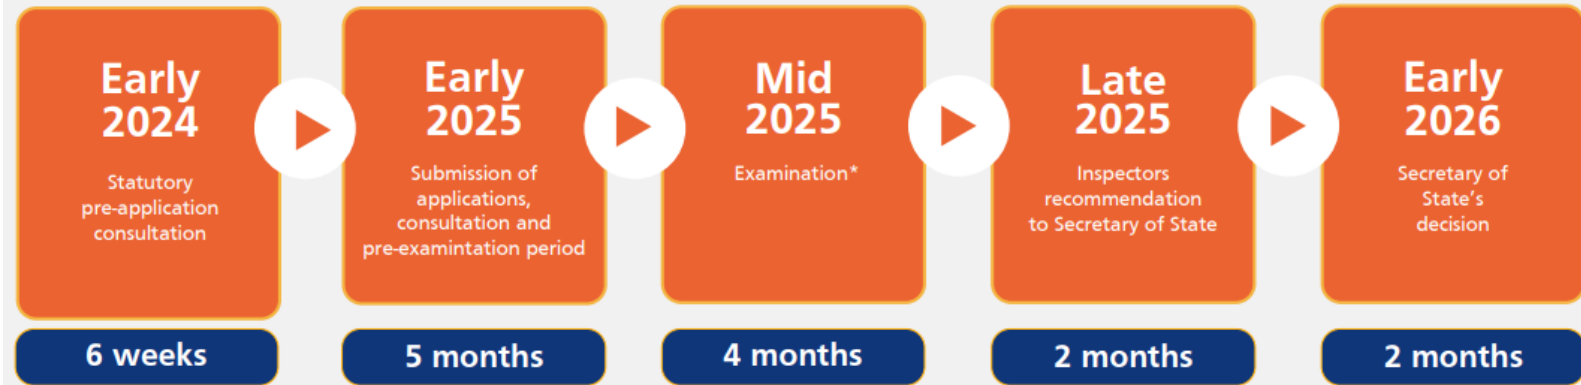 Early
2024
Statutory
pre-application
consultation
6 weeks
Early
2025
Submission of
applications,
consultation and
pre-examintation period
5 months
Mid
2025
Examination*
4 months
Late
2025
Inspectors
recommendation
to Secretary of State
2 months
Early
2026
Secretary of
State’s
decision
2 months